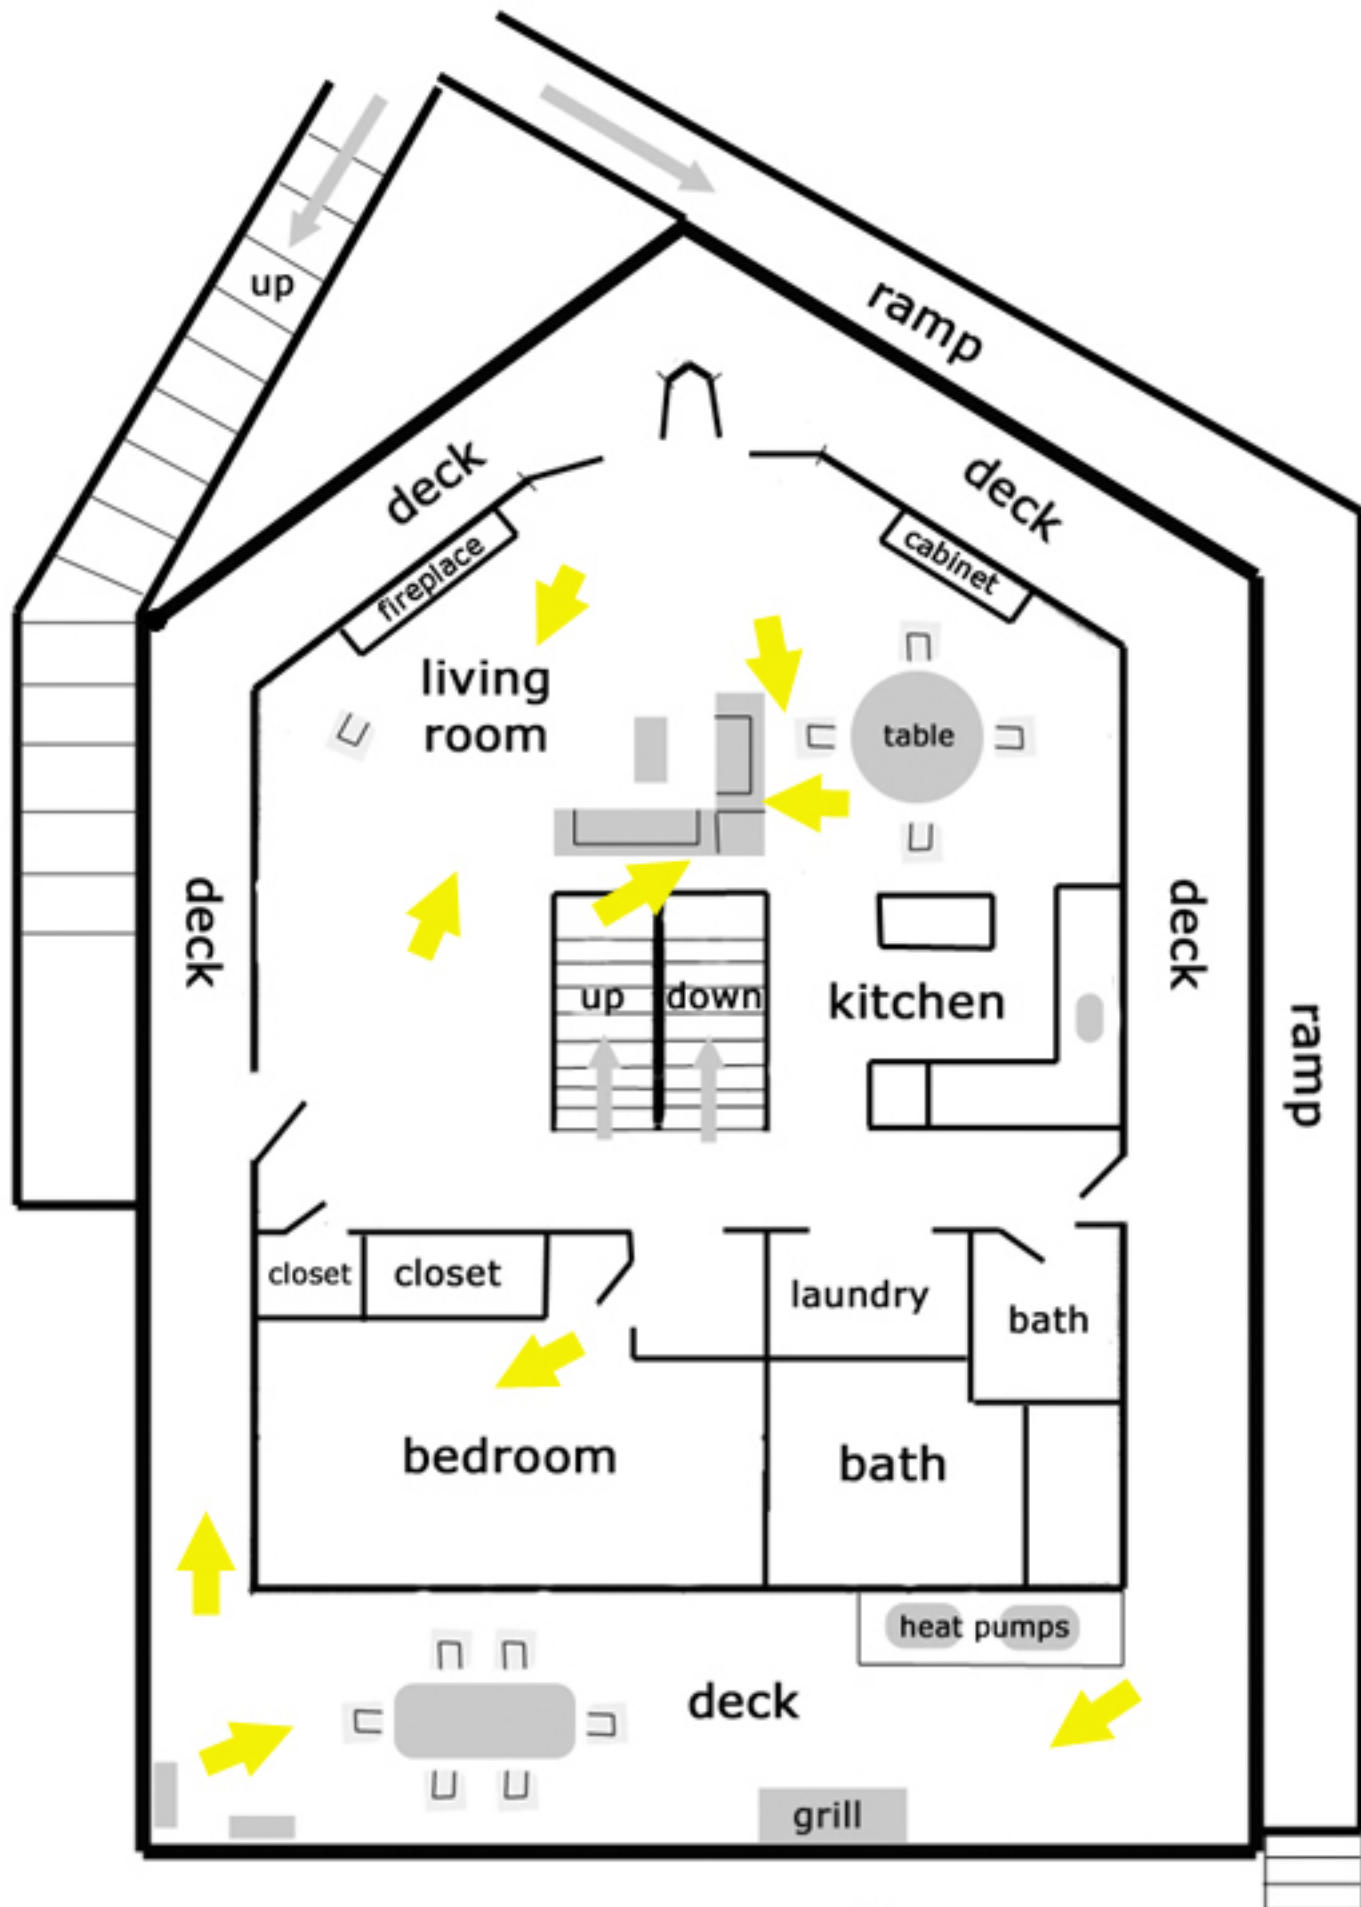 up
ramp
deck
deck
fireplace
cabinet
living
room
table
deck
deck
up
down
kitchen
ramp
closet
closet
laundry
bath
bedroom
bath
heat pumps
deck
grill